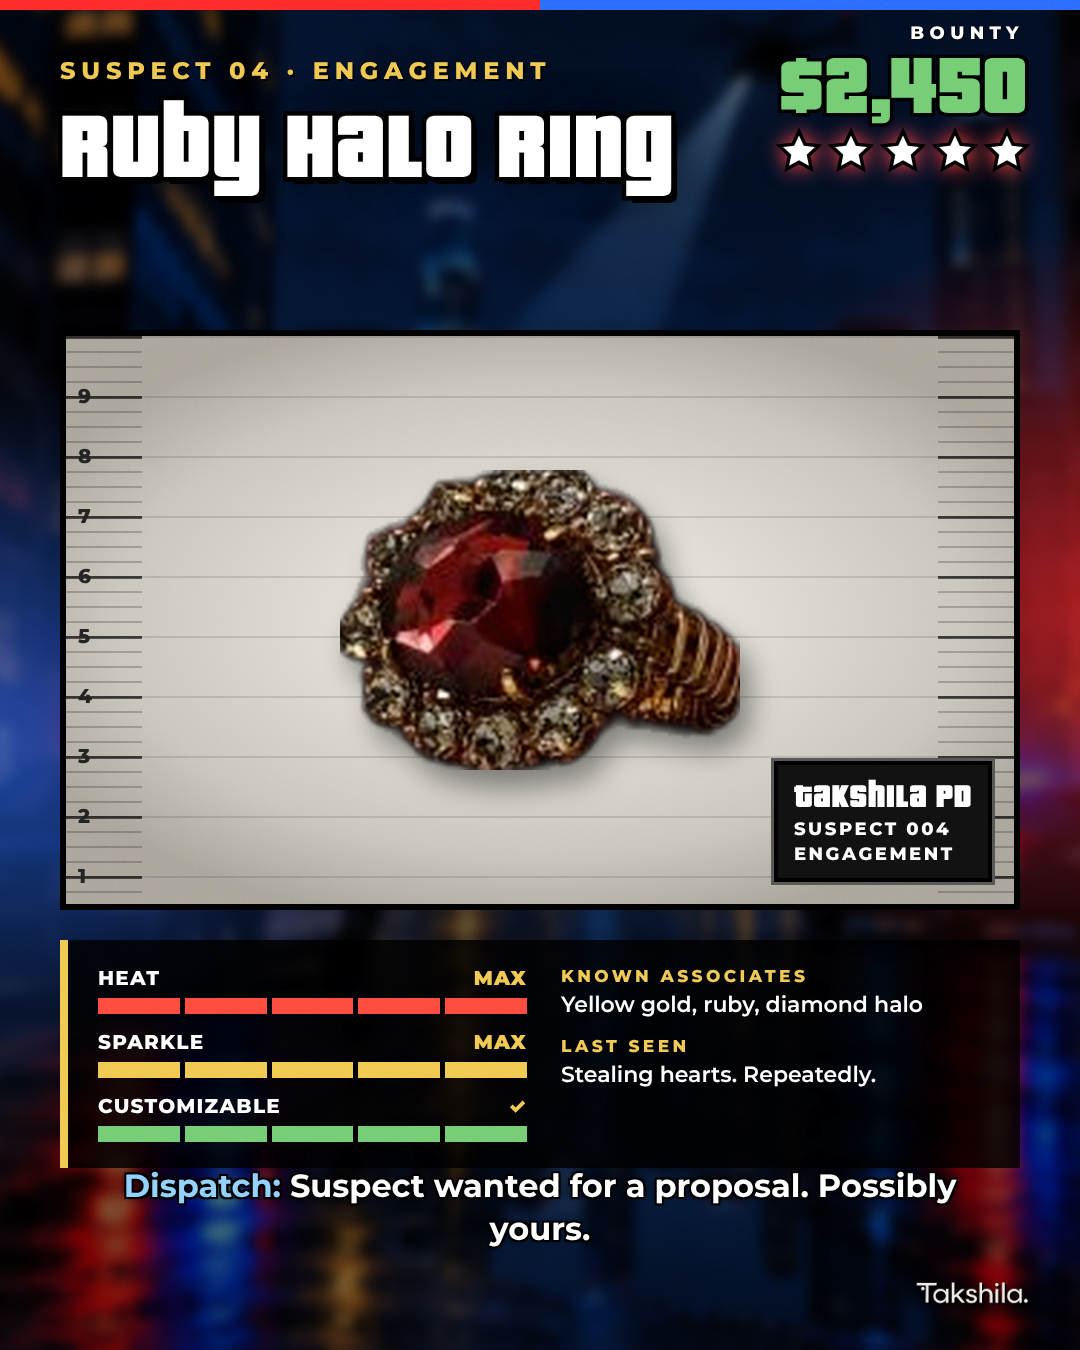 BOUNTY
SUSPECT 04 · ENGAGEMENT
$2,450
Ruby Halo Ring
9
8
7
6
5
4
3
2
1
Takshila PD
SUSPECT 004
ENGAGEMENT
HEAT MAX
SPARKLE MAX
CUSTOMIZABLE ✓
KNOWN ASSOCIATES
Yellow gold, ruby, diamond halo
LAST SEEN
Stealing hearts. Repeatedly.
Dispatch: Suspect wanted for a proposal. Possibly
yours.
Takshila.